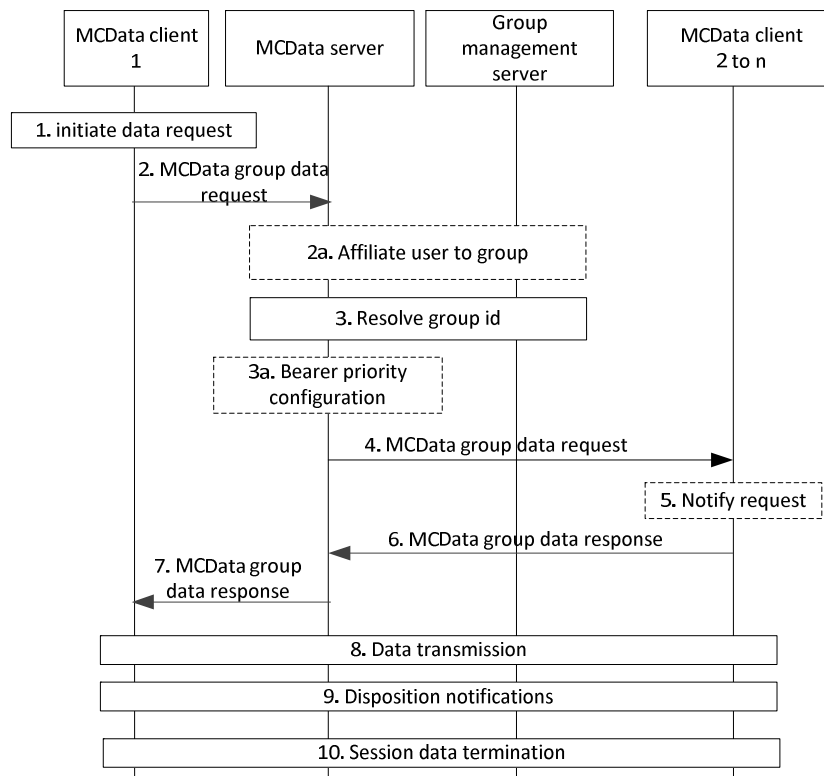 MCData client
1
MCData server
Group
management
server
MCData client
2 to n
1. initiate data request
2. MCData group data
request
2a. Affiliate user to group
3. Resolve group id
3a. Bearer priority
configuration
4. MCData group data request
5. Notify request
6. MCData group data response
7. MCData group
data response
8. Data transmission
9. Disposition notifications
10. Session data termination